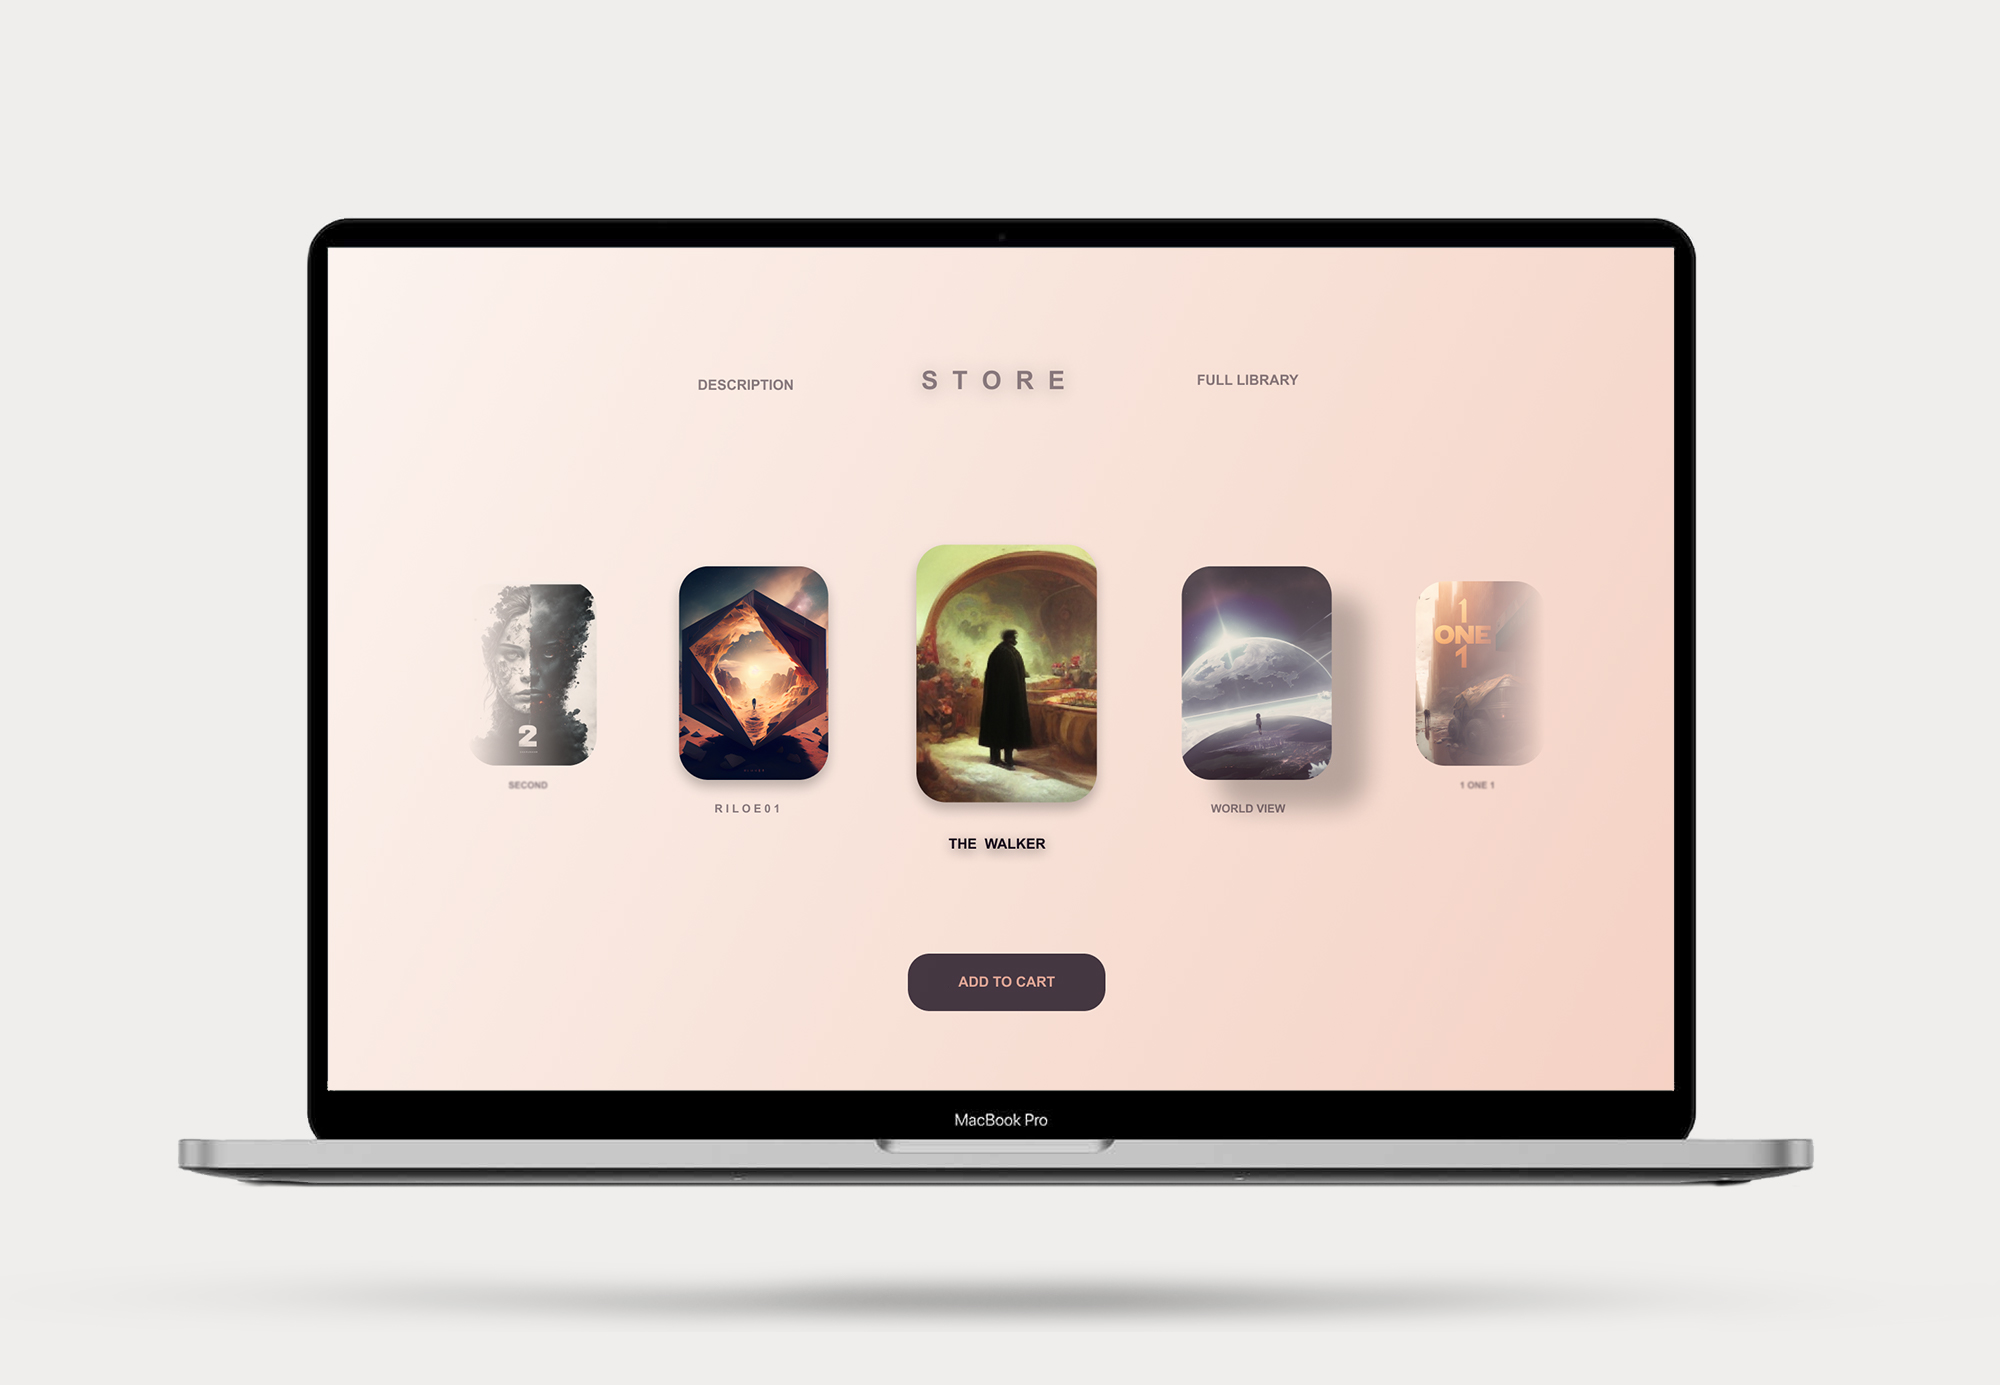 DESCRIPTION
STORE
FULL LIBRARY
1
ONE
1
2
SECOND
RILOE01
THE WALKER
WORLD VIEW
1 ONE 1
ADD TO CART
MacBook Pro